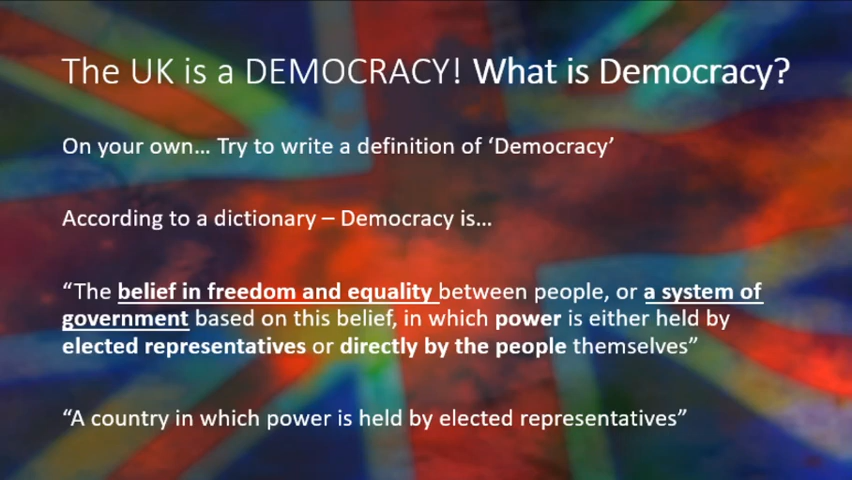 The UK is a DEMOCRACY! What is Democracy?
On your own... Try to write a definition of ‘Democracy’
According to a dictionary – Democracy is...
“The belief in freedom and equality between people, or a system of
government based on this belief, in which power is either held by
elected representatives or directly by the people themselves”
“A country in which power is held by elected representatives”